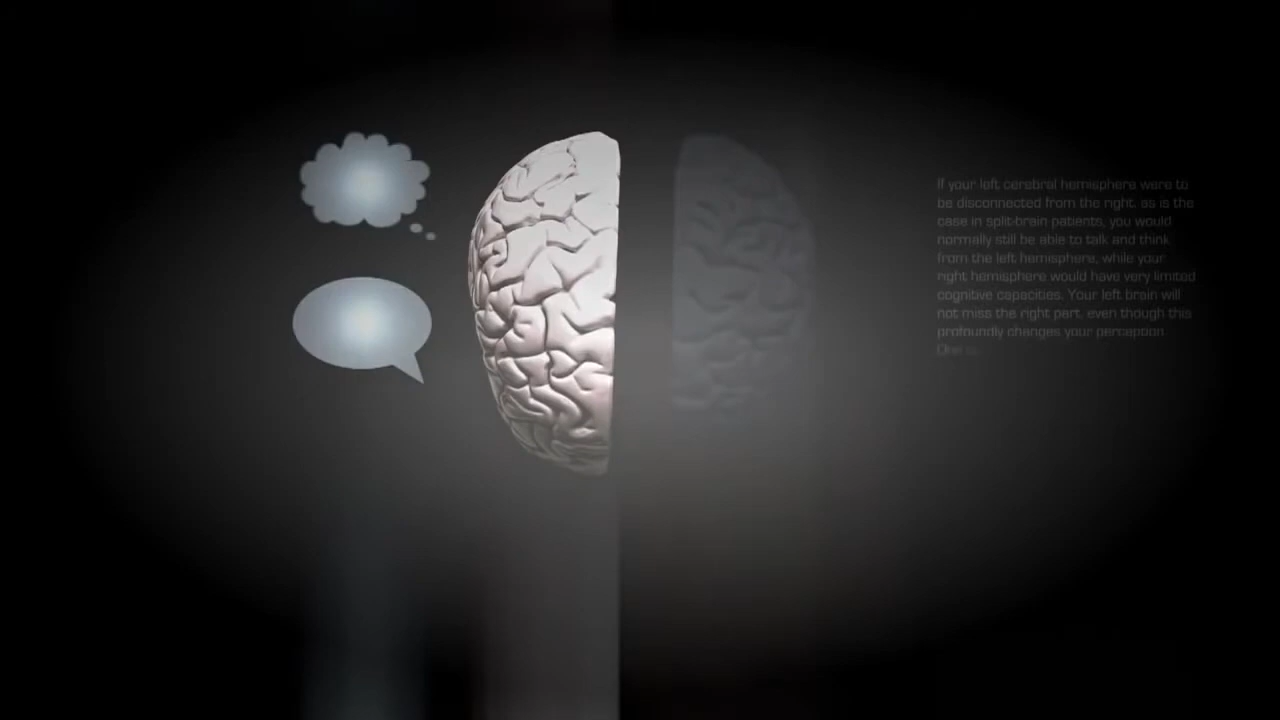 If your left cerebral hemisphere were to
be disconnected from the right, as is the
case in split-brain patients, you would
normally still be able to talk and think
from the left hemisphere, while your
right hemisphere would have very limited
cognitive capacities. Your left brain will
not miss the right part, even though this
profoundly changes your perception.
One